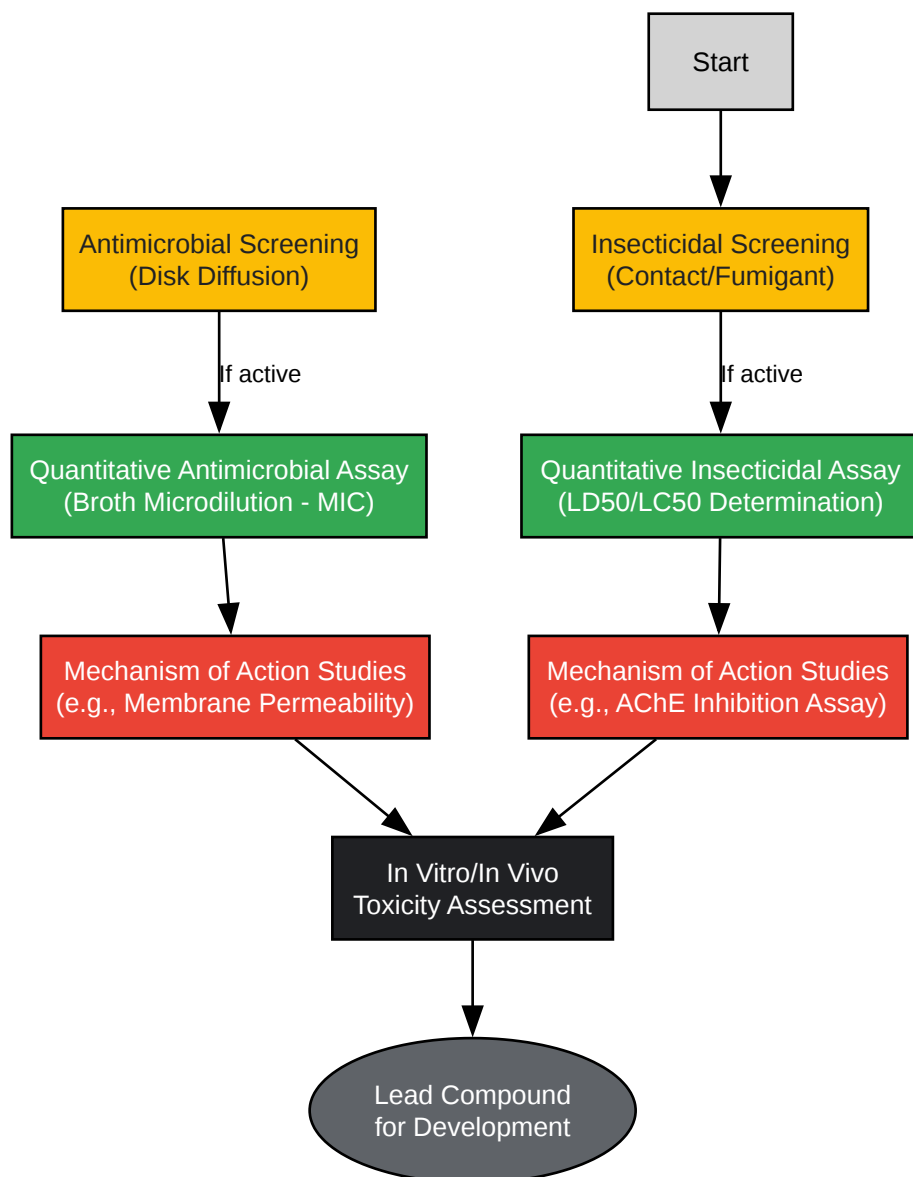 Start
Antimicrobial Screening
(Disk Diffusion)
Insecticidal Screening
(Contact/Fumigant)
If active
If active
Quantitative Antimicrobial Assay
(Broth Microdilution - MIC)
Quantitative Insecticidal Assay
(LD50/LC50 Determination)
Mechanism of Action Studies
(e.g., Membrane Permeability)
Mechanism of Action Studies
(e.g., AChE Inhibition Assay)
In Vitro/In Vivo
Toxicity Assessment
Lead Compound
for Development